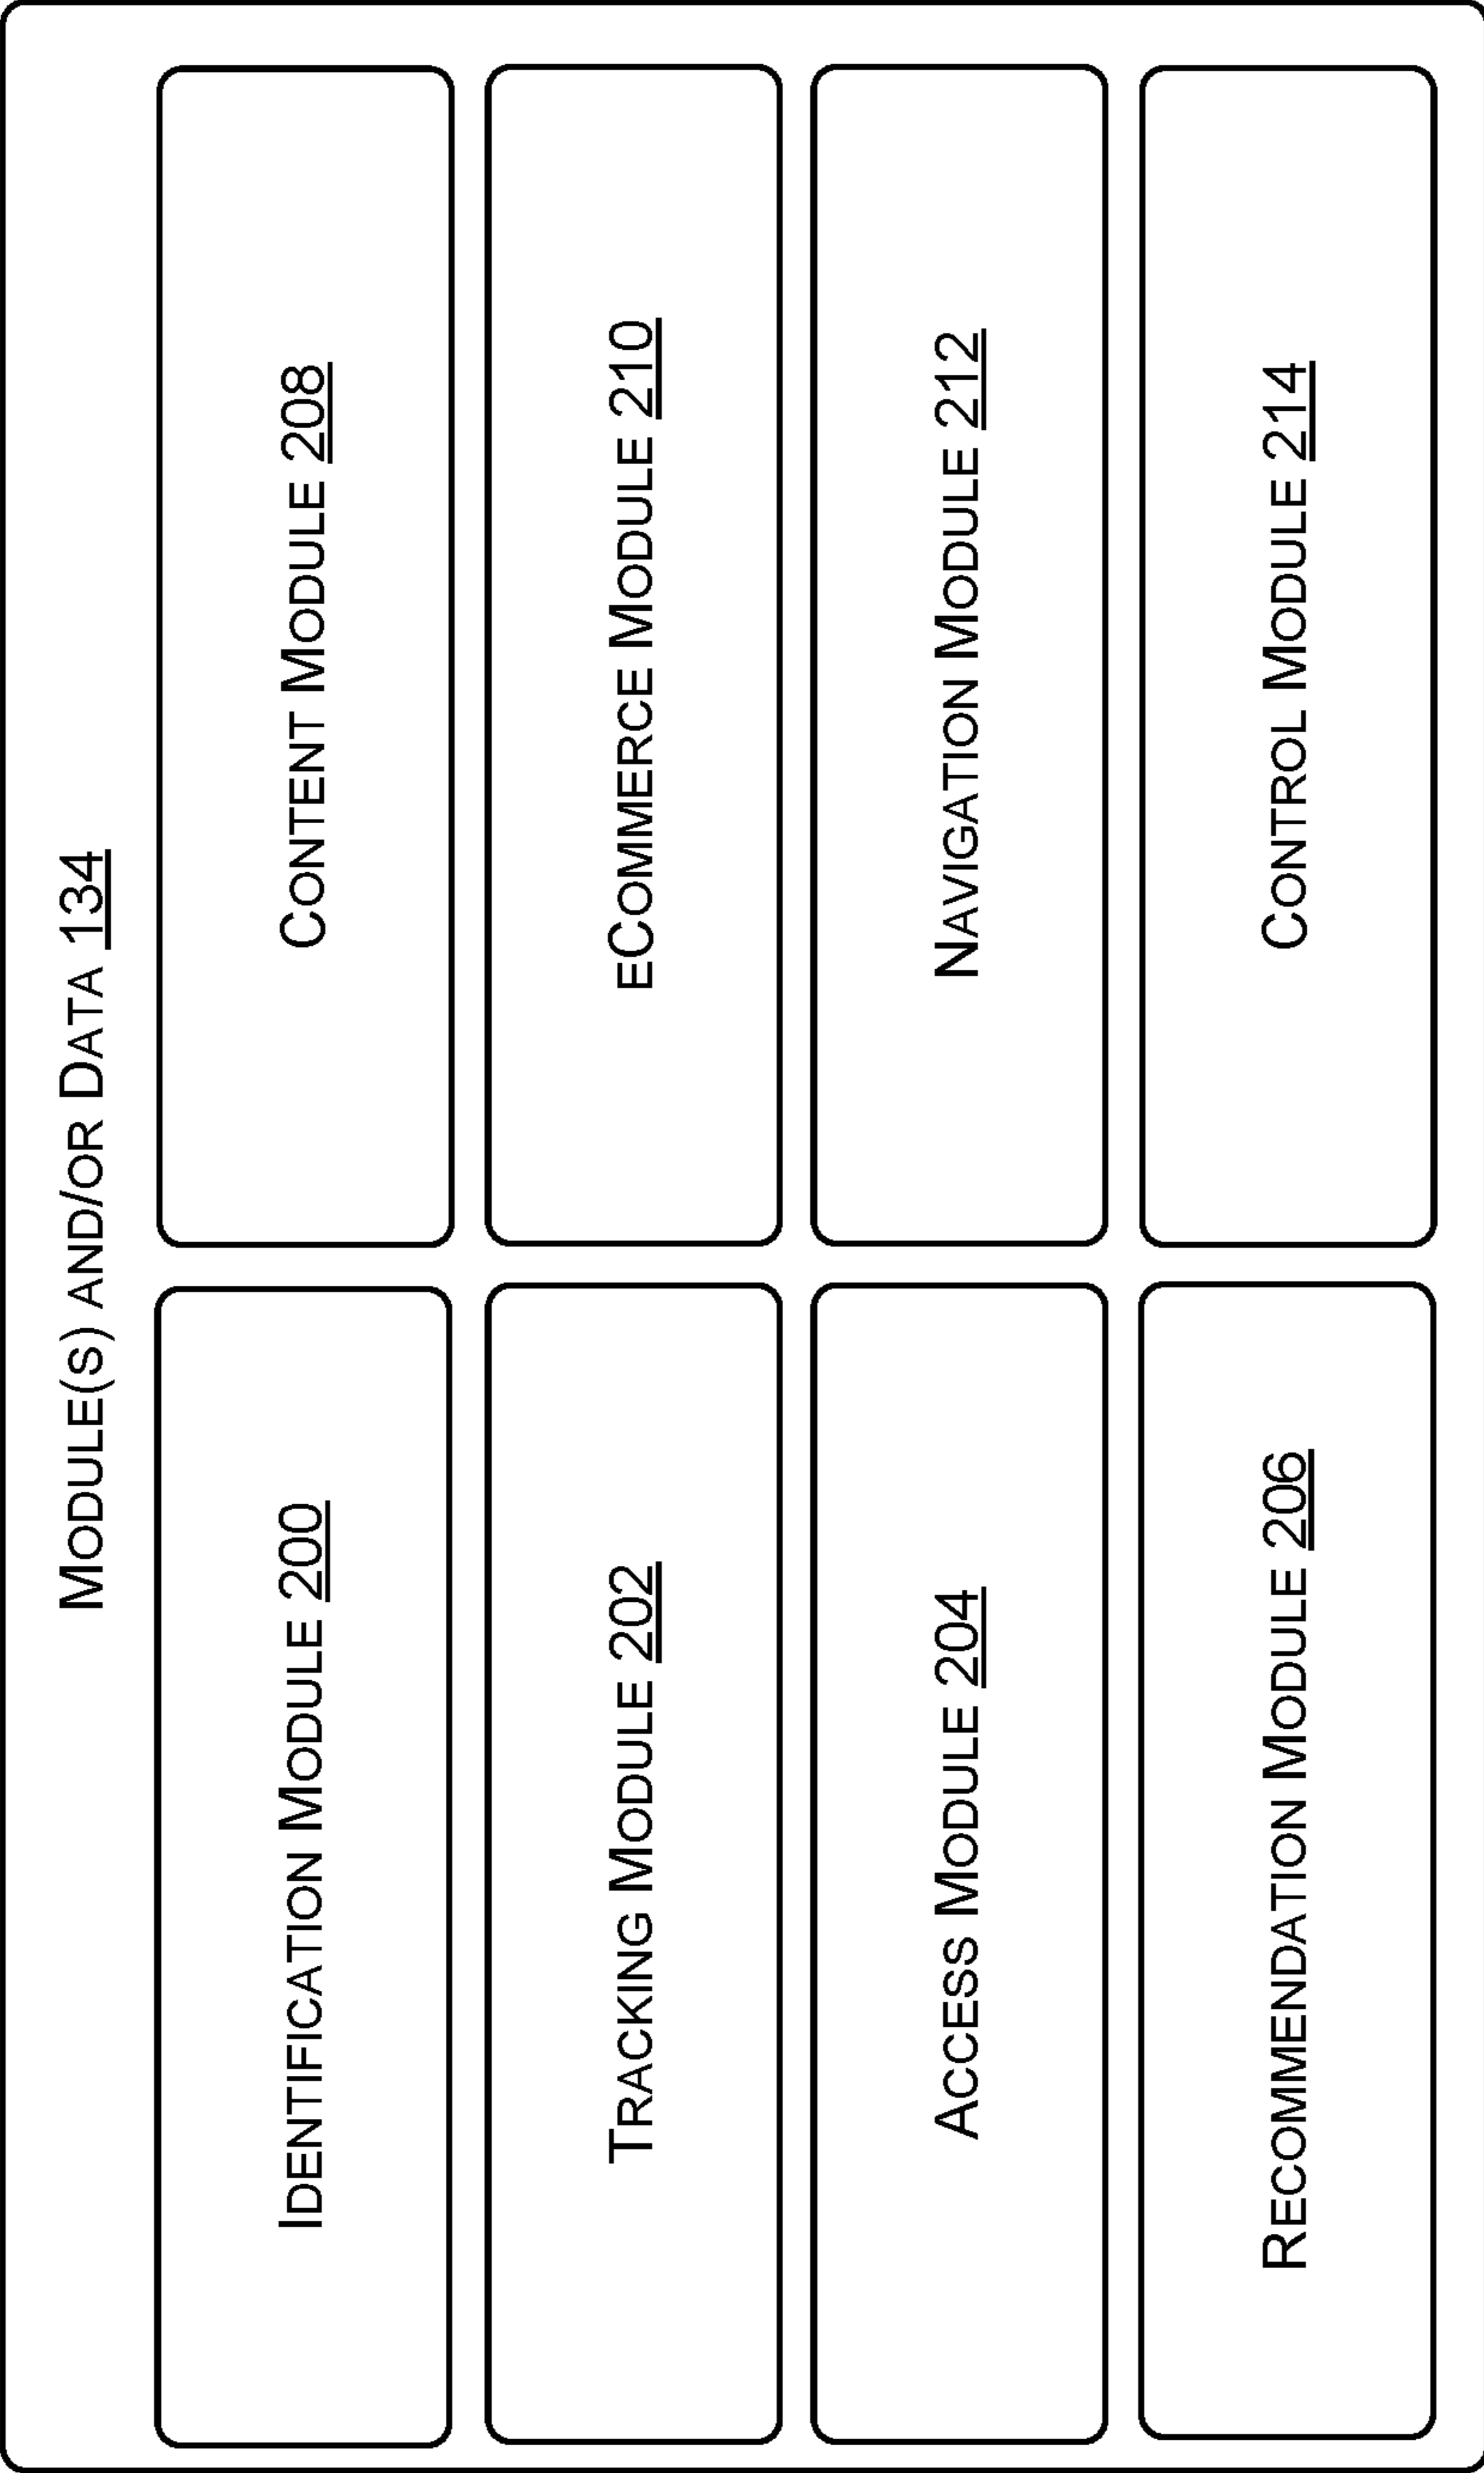 MODULE(S) AND/OR DATA 134
IDENTIFICATION MODULE 200
TRACKING MODULE 202
ACCESS MODULE 204
RECOMMENDATION MODULE 206
CONTENT MODULE 208
ECOMMERCE MODULE 210
NAVIGATION MODULE 212
CONTROL MODULE 214